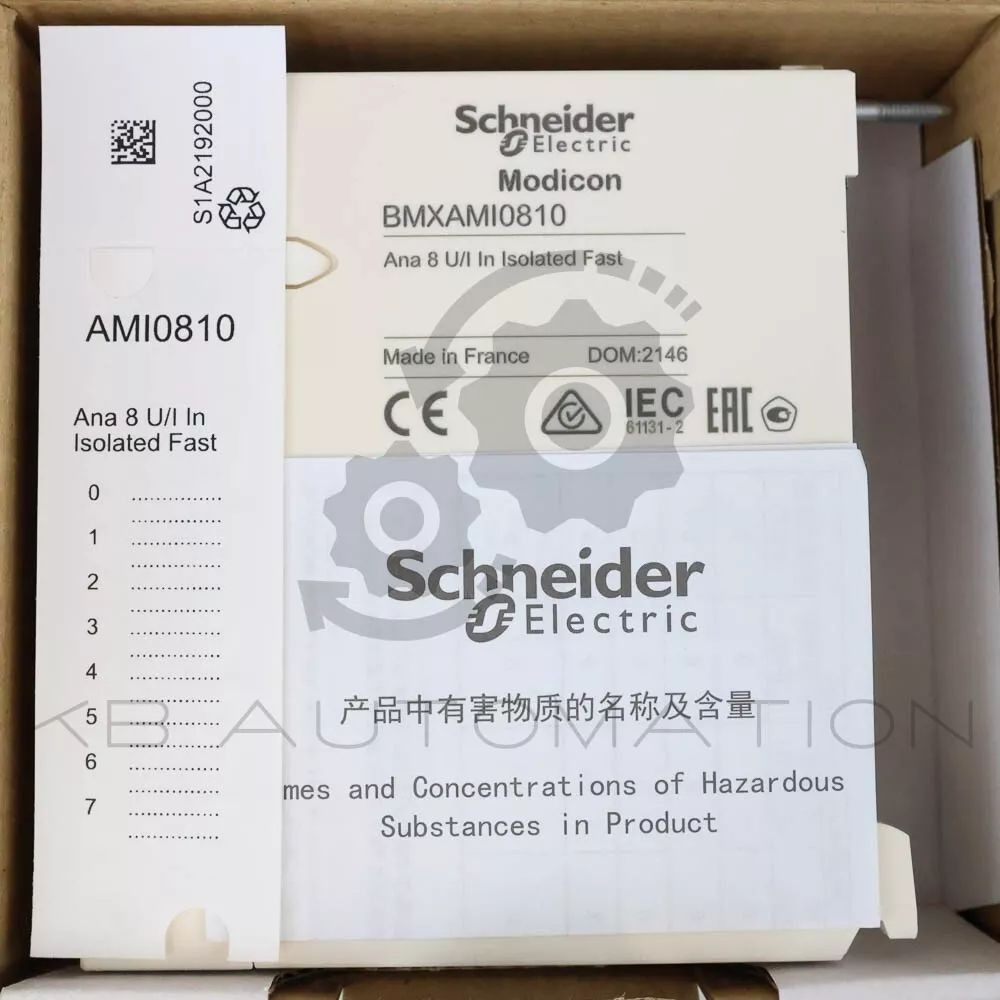 S1A2192000
AMI0810
Ana 8 U/I In
Isolated Fast
0
1
2
3
4
5
6
7
Schneider
Electric
Modicon
BMXAMI0810
Ana 8 U/I In Isolated Fast
Made in France DOM:2146
CE IEC EAC
61131-2
Schneider
Electric
产品中有害物质的名称及含量
KB AUTOMATION
mes and Concentrations of Hazardous
Substances in Product